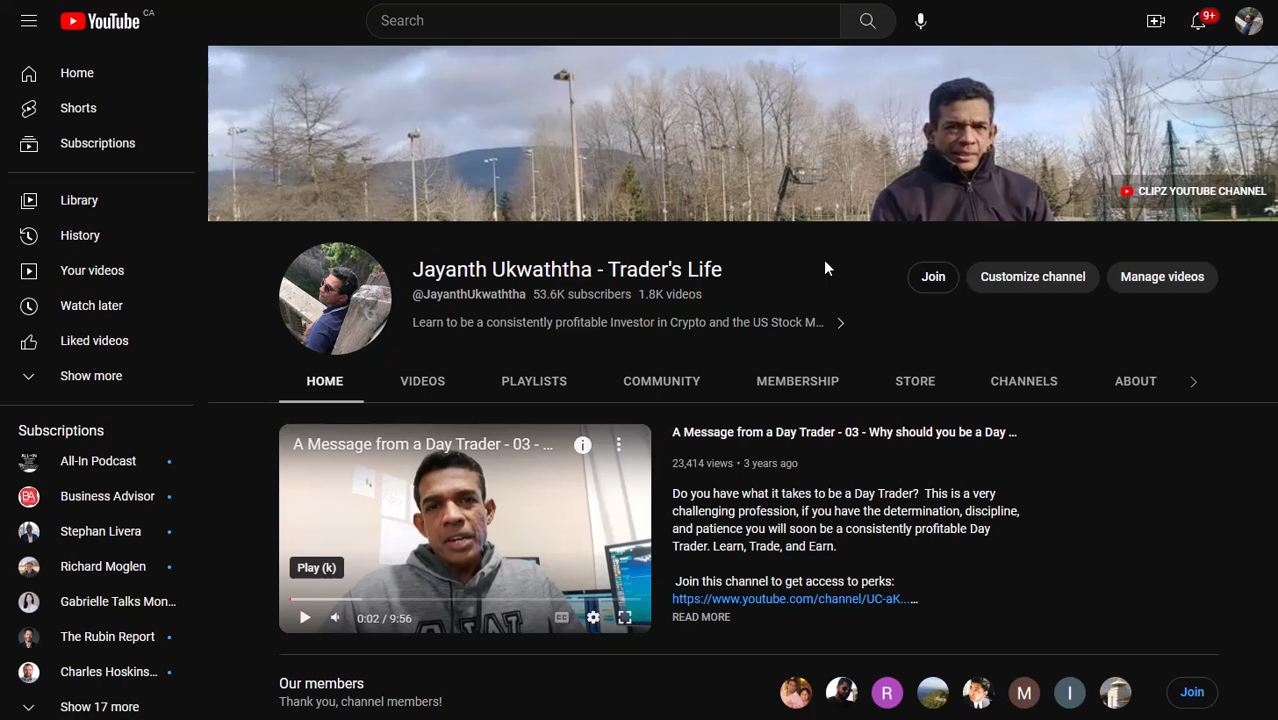 YouTube CA
Search
9+
Home
Shorts
Subscriptions
Library
History
Your videos
Watch later
Liked videos
Show more
Subscriptions
All-In Podcast
Business Advisor
Stephan Livera
Richard Moglen
Gabrielle Talks Mon...
The Rubin Report
Charles Hoskins...
Show 17 more
CLIPZ YOUTUBE CHANNEL
Jayanth Ukwaththa - Trader's Life
@JayanthUkwaththa 53.6K subscribers 1.8K videos
Learn to be a consistently profitable Investor in Crypto and the US Stock M...
Join
Customize channel
Manage videos
HOME VIDEOS PLAYLISTS COMMUNITY MEMBERSHIP STORE CHANNELS ABOUT
A Message from a Day Trader - 03 - ...
Play (k)
0:02 / 9:56
A Message from a Day Trader - 03 - Why should you be a Day ...
23,414 views • 3 years ago
Do you have what it takes to be a Day Trader? This is a very
challenging profession, if you have the determination, discipline,
and patience you will soon be a consistently profitable Day
Trader. Learn, Trade, and Earn.
Join this channel to get access to perks:
https://www.youtube.com/channel/UC-aK...
...
READ MORE
Our members
Thank you, channel members!
R
M
I
Join